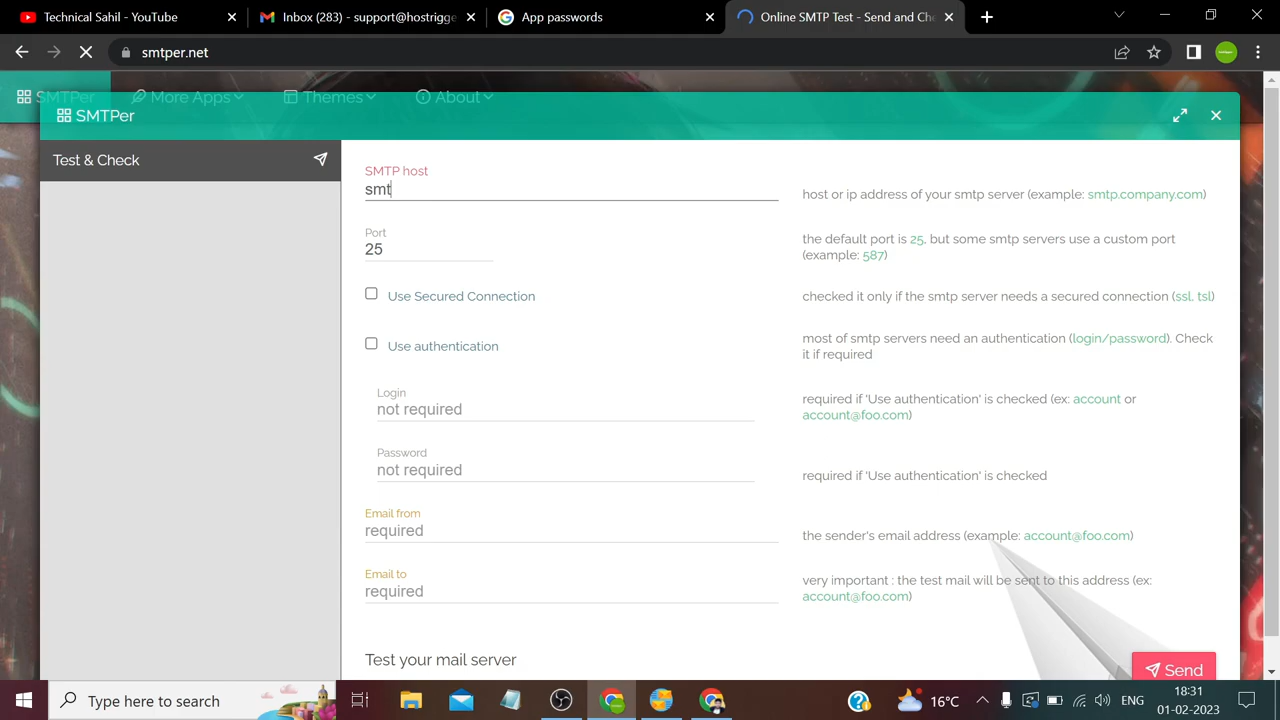 Technical Sahil - YouTube
Inbox (283) - support@hostrigge
App passwords
Online SMTP Test - Send and Che
smtper.net
SMTPer
More Apps
Themes
About
SMTPer
Test & Check
SMTP host
smt
host or ip address of your smtp server (example: smtp.company.com)
Port
25
the default port is 25, but some smtp servers use a custom port
(example: 587)
Use Secured Connection
checked it only if the smtp server needs a secured connection (ssl, tsl)
Use authentication
most of smtp servers need an authentication (login/password). Check
it if required
Login
not required
required if 'Use authentication' is checked (ex: account or
account@foo.com)
Password
not required
required if 'Use authentication' is checked
Email from
required
the sender's email address (example: account@foo.com)
Email to
required
very important : the test mail will be sent to this address (ex:
account@foo.com)
Test your mail server
Send
Type here to search
16°C
ENG
18:31
01-02-2023